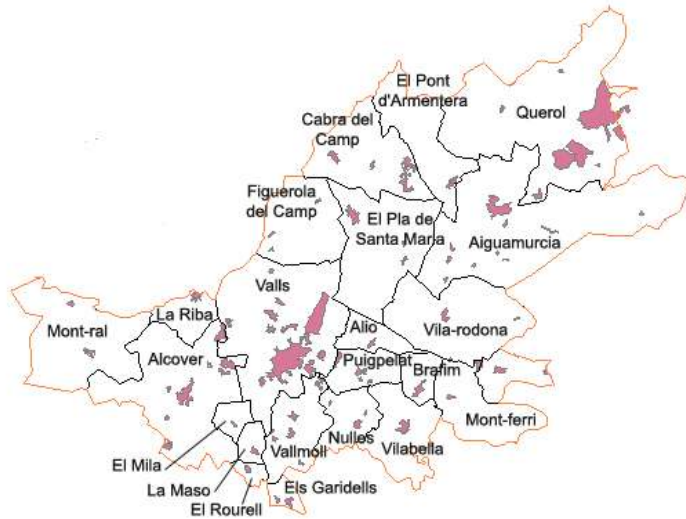 El Pont
d'Armentera
Querol
Cabra del
Camp
Figuerola
del Camp
El Pla de
Santa Maria
Aiguamurcia
Valls
La Riba
Mont-ral
Alio
Vila-rodona
Alcover
Puigpelat
Brafim
Mont-ferri
Nulles
Vilabella
Vallmoll
El Mila
La Maso
Els Garidells
El Rourell